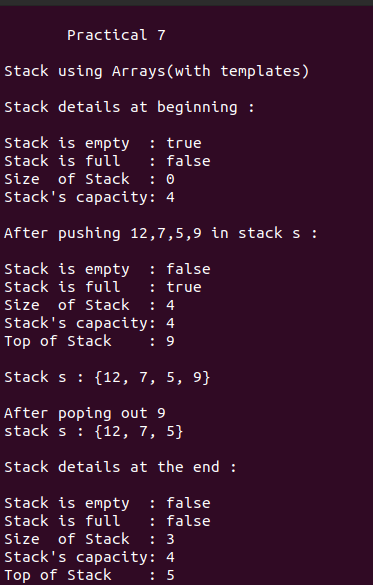 Practical 7
Stack using Arrays(with templates)
Stack details at beginning :
Stack is empty  : true
Stack is full   : false
Size  of Stack  : 0
Stack's capacity: 4
After pushing 12,7,5,9 in stack s :
Stack is empty  : false
Stack is full   : true
Size  of Stack  : 4
Stack's capacity: 4
Top of Stack    : 9
Stack s : {12, 7, 5, 9}
After poping out 9
stack s : {12, 7, 5}
Stack details at the end :
Stack is empty  : false
Stack is full   : false
Size  of Stack  : 3
Stack's capacity: 4
Top of Stack    : 5